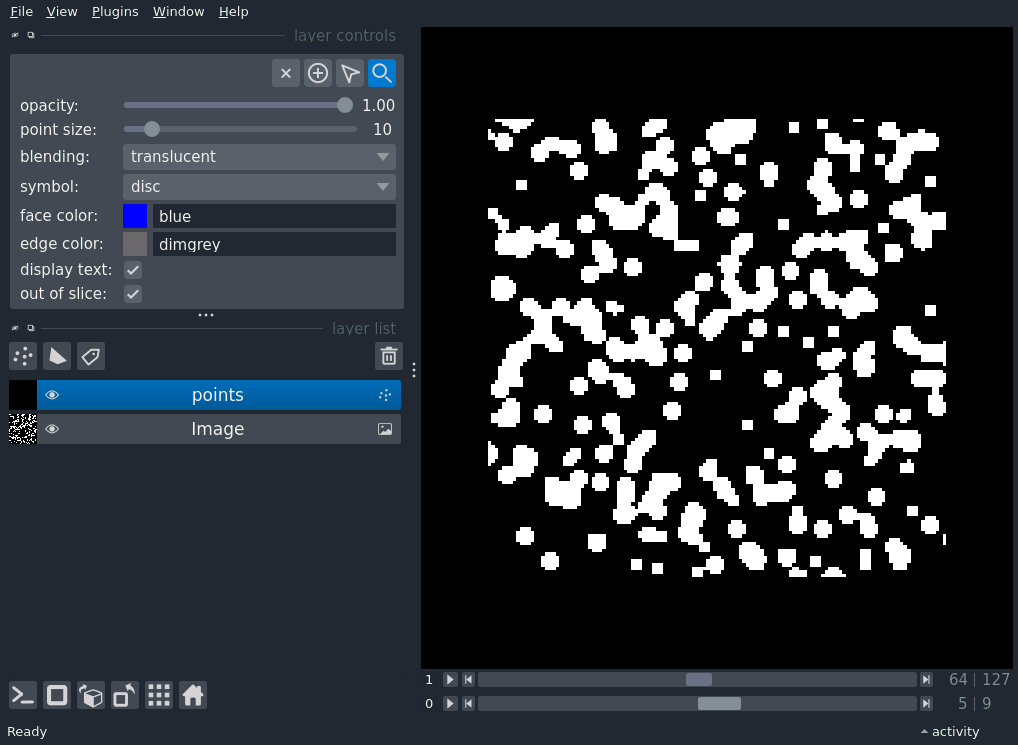 File View Plugins Window Help
layer controls
opacity: 1.00
point size: 10
blending: translucent
symbol: disc
face color: blue
edge color: dimgrey
display text:
out of slice:
layer list
points
Image
1 64 | 127
0 5 | 9
Ready activity